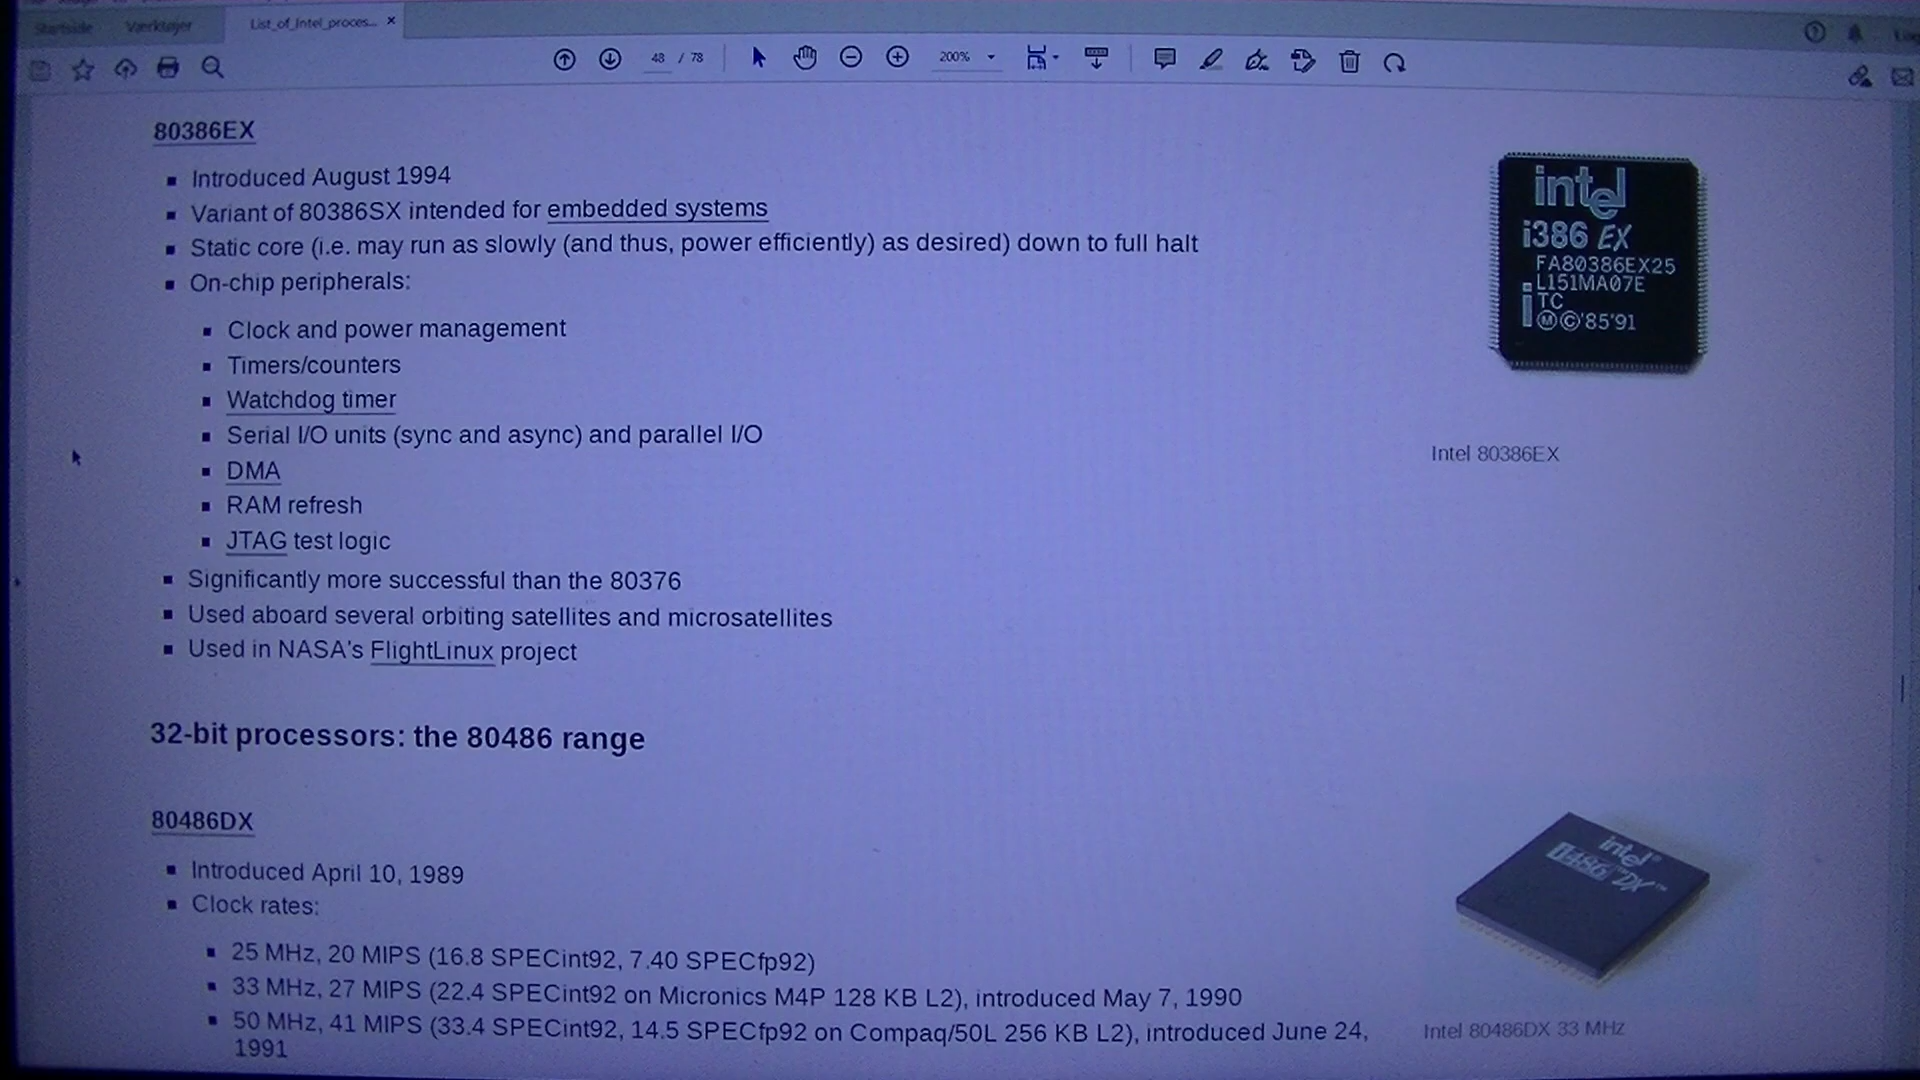 Startside Værktøjer List_of_Intel_proces... ×
48 / 78 200%
80386EX
Introduced August 1994
Variant of 80386SX intended for embedded systems
Static core (i.e. may run as slowly (and thus, power efficiently) as desired) down to full halt
On-chip peripherals:
Clock and power management
Timers/counters
Watchdog timer
Serial I/O units (sync and async) and parallel I/O
DMA
RAM refresh
JTAG test logic
Significantly more successful than the 80376
Used aboard several orbiting satellites and microsatellites
Used in NASA's FlightLinux project
intel
i386 EX
FA80386EX25
L151MA07E
TC
ⓂⒸ'85'91
Intel 80386EX
32-bit processors: the 80486 range
80486DX
Introduced April 10, 1989
Clock rates:
25 MHz, 20 MIPS (16.8 SPECint92, 7.40 SPECfp92)
33 MHz, 27 MIPS (22.4 SPECint92 on Micronics M4P 128 KB L2), introduced May 7, 1990
50 MHz, 41 MIPS (33.4 SPECint92, 14.5 SPECfp92 on Compaq/50L 256 KB L2), introduced June 24,
1991
intel®
i486™ DX™
Intel 80486DX 33 MHz